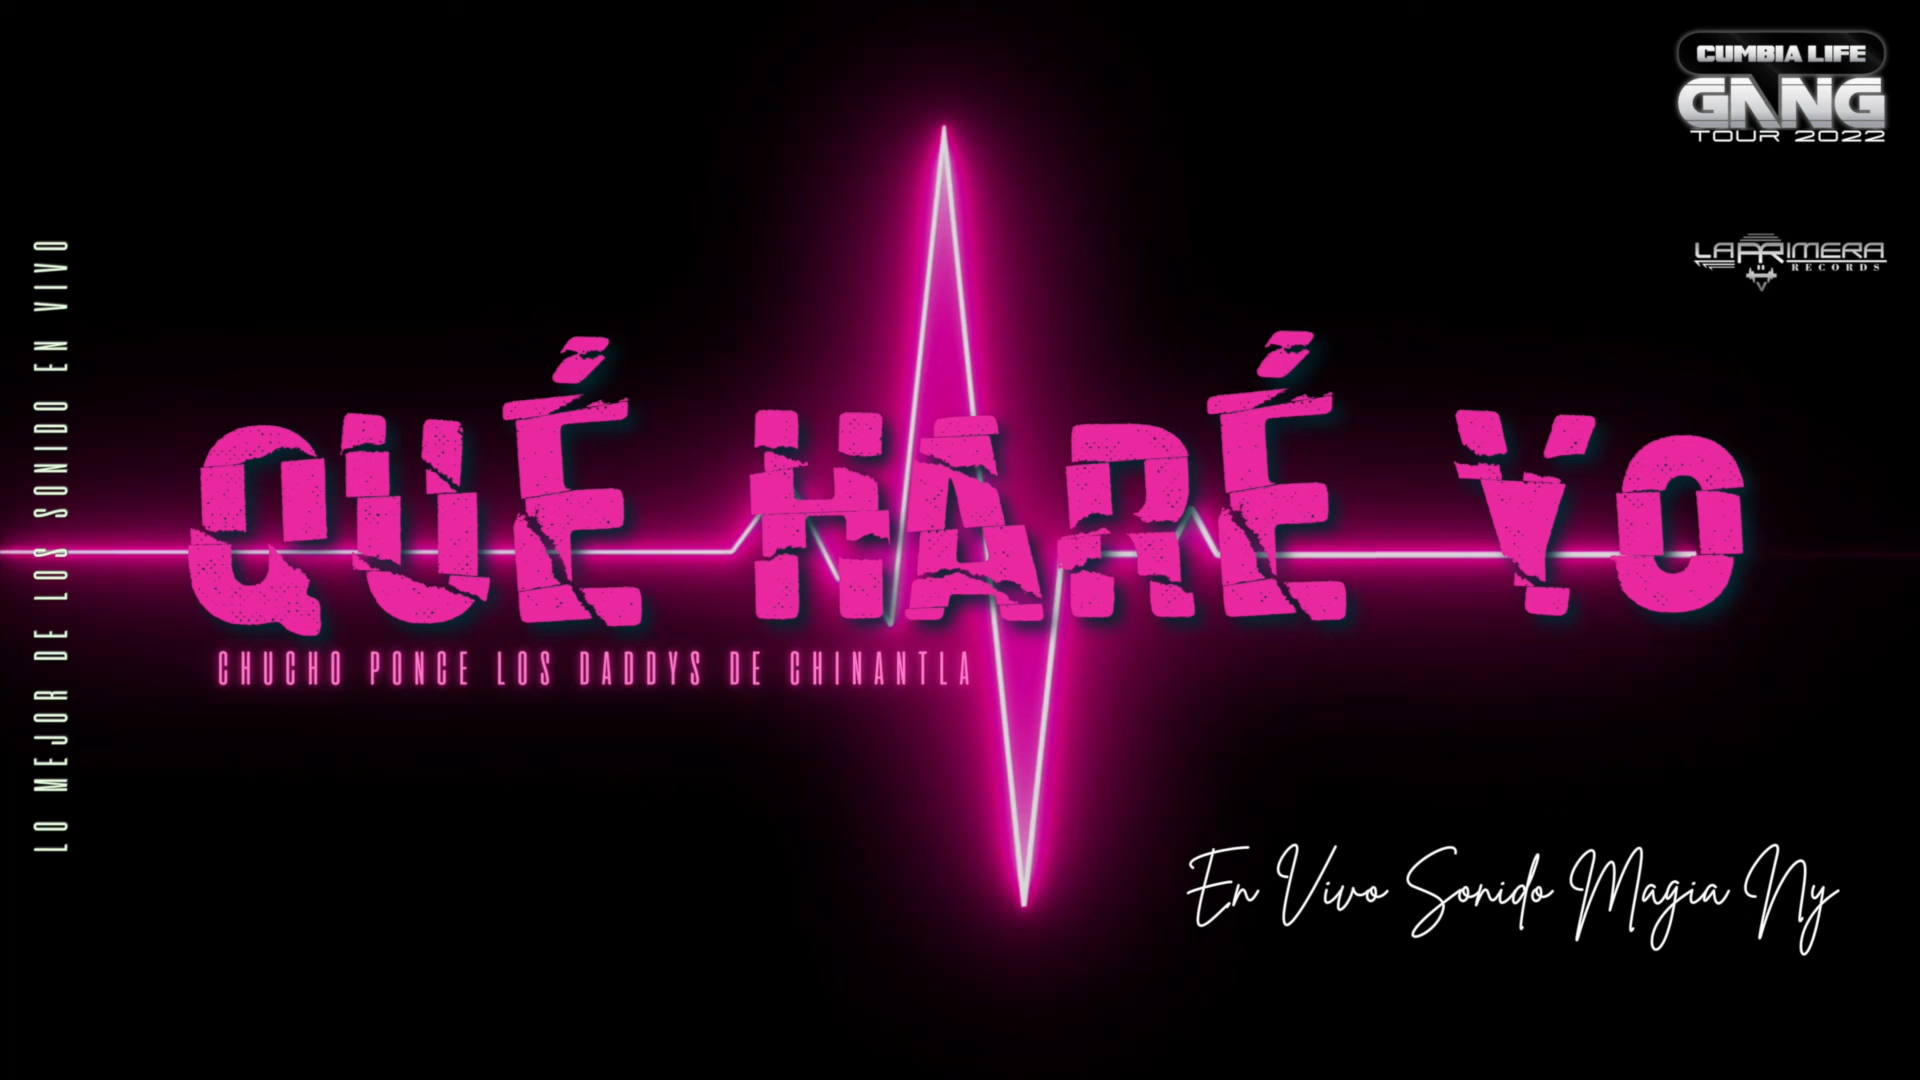 CUMBIA LIFE
GANG
TOUR 2022
LA PRIMERA
RECORDS
LO MEJOR DE LOS SONIDO EN VIVO
QUÉ HARÉ YO
CHUCHO PONCE LOS DADDYS DE CHINANTLA
En Vivo Sonido Magia Ny